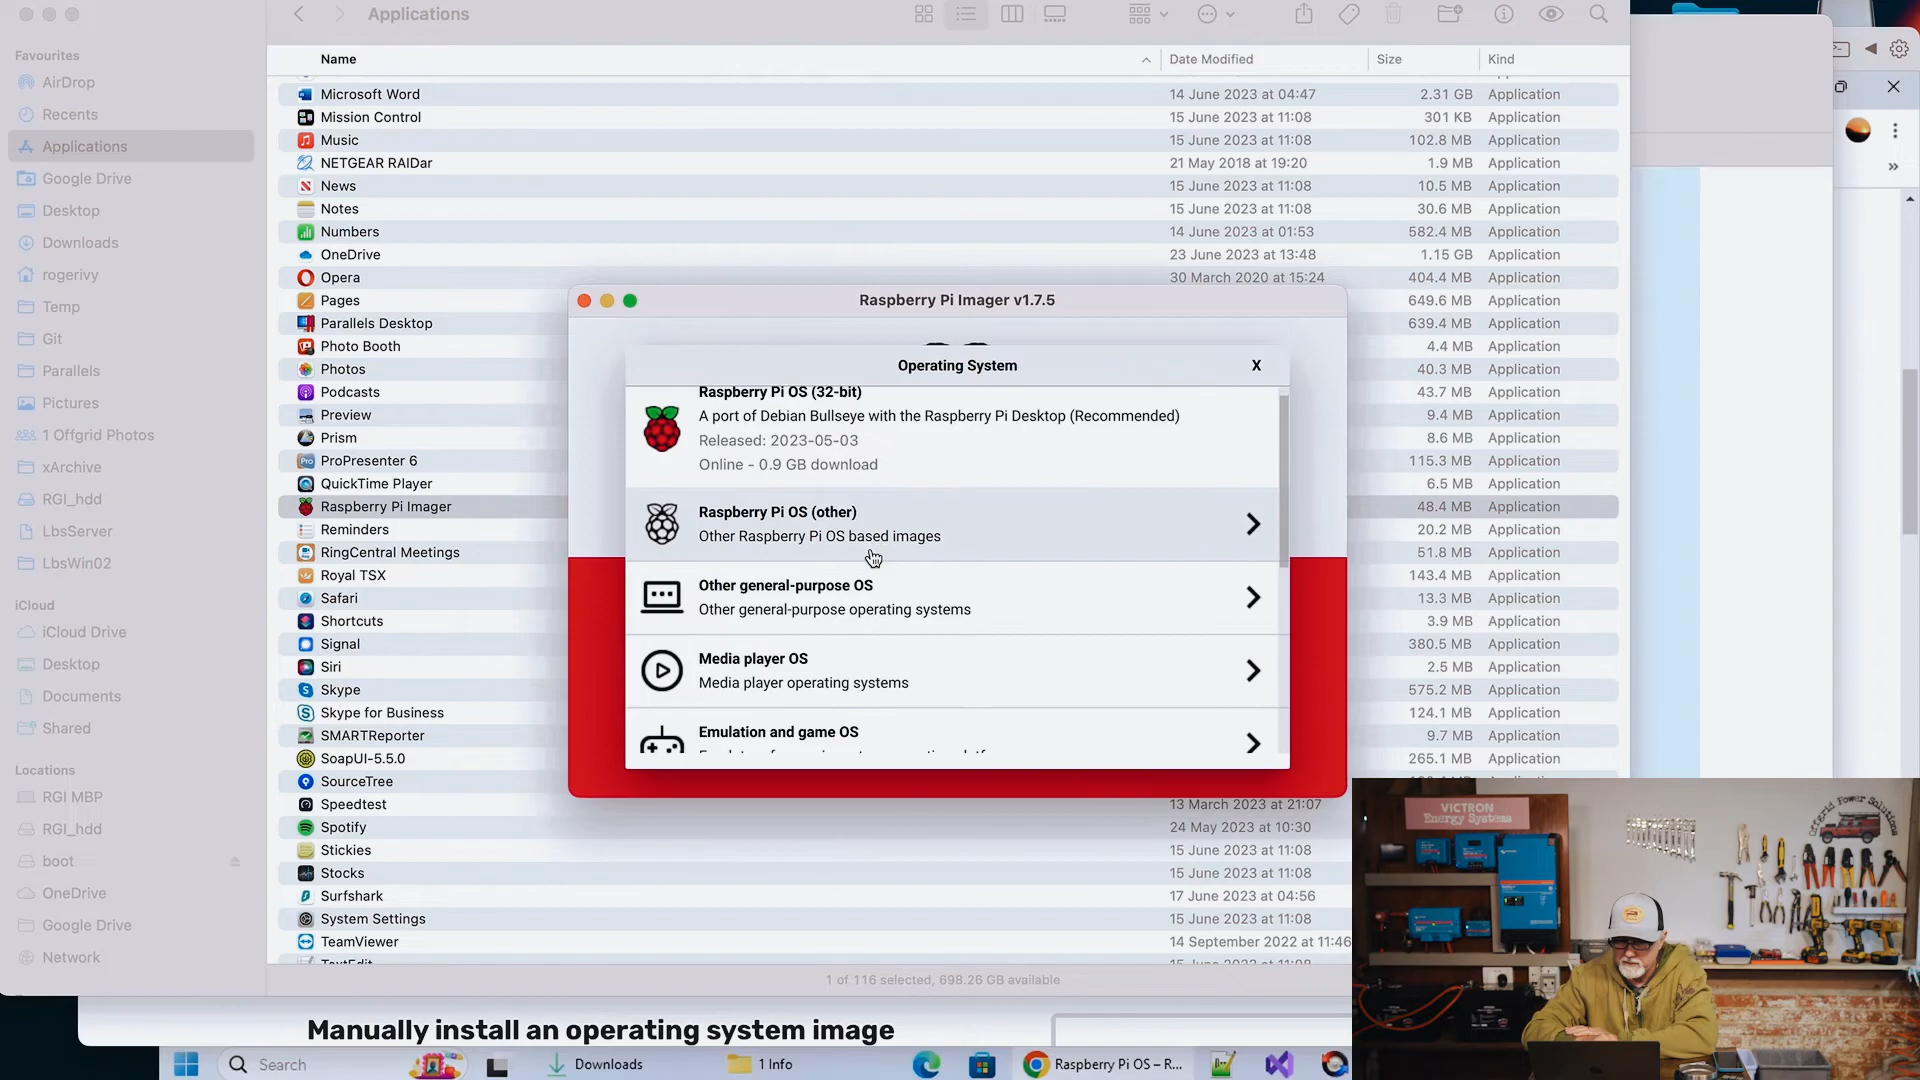 Applications
Favourites
AirDrop
Recents
Applications
Google Drive
Desktop
Downloads
rogerivy
Temp
Git
Parallels
Pictures
1 Offgrid Photos
xArchive
RGI_hdd
LbsServer
LbsWin02
iCloud
iCloud Drive
Desktop
Documents
Shared
Locations
RGI MBP
RGI_hdd
boot
OneDrive
Google Drive
Network
Name Date Modified Size Kind
Microsoft Word 14 June 2023 at 04:47 2.31 GB Application
Mission Control 15 June 2023 at 11:08 301 KB Application
Music 15 June 2023 at 11:08 102.8 MB Application
NETGEAR RAIDar 21 May 2018 at 19:20 1.9 MB Application
News 15 June 2023 at 11:08 10.5 MB Application
Notes 15 June 2023 at 11:08 30.6 MB Application
Numbers 14 June 2023 at 01:53 582.4 MB Application
OneDrive 23 June 2023 at 13:48 1.15 GB Application
Opera 30 March 2020 at 15:24 404.4 MB Application
Pages 649.6 MB Application
Parallels Desktop 639.4 MB Application
Photo Booth 4.4 MB Application
Photos 40.3 MB Application
Podcasts 43.7 MB Application
Preview 9.4 MB Application
Prism 8.6 MB Application
ProPresenter 6 115.3 MB Application
QuickTime Player 6.5 MB Application
Raspberry Pi Imager 48.4 MB Application
Reminders 20.2 MB Application
RingCentral Meetings 51.8 MB Application
Royal TSX 143.4 MB Application
Safari 13.3 MB Application
Shortcuts 3.9 MB Application
Signal 380.5 MB Application
Siri 2.5 MB Application
Skype 575.2 MB Application
Skype for Business 124.1 MB Application
SMARTReporter 9.7 MB Application
SoapUI-5.5.0 265.1 MB Application
SourceTree Application
Speedtest 13 March 2023 at 21:07
Spotify 24 May 2023 at 10:30
Stickies 15 June 2023 at 11:08
Stocks 15 June 2023 at 11:08
Surfshark 17 June 2023 at 04:56
System Settings 15 June 2023 at 11:08
TeamViewer 14 September 2022 at 11:46
1 of 116 selected, 698.26 GB available
Raspberry Pi Imager v1.7.5
Operating System X
Raspberry Pi OS (32-bit)
A port of Debian Bullseye with the Raspberry Pi Desktop (Recommended)
Released: 2023-05-03
Online - 0.9 GB download
Raspberry Pi OS (other)
Other Raspberry Pi OS based images
Other general-purpose OS
Other general-purpose operating systems
Media player OS
Media player operating systems
Emulation and game OS
Manually install an operating system image
Search
Downloads
1 Info
Raspberry Pi OS – R...
VICTRON
Energy Systems
Offgrid Power Solutions